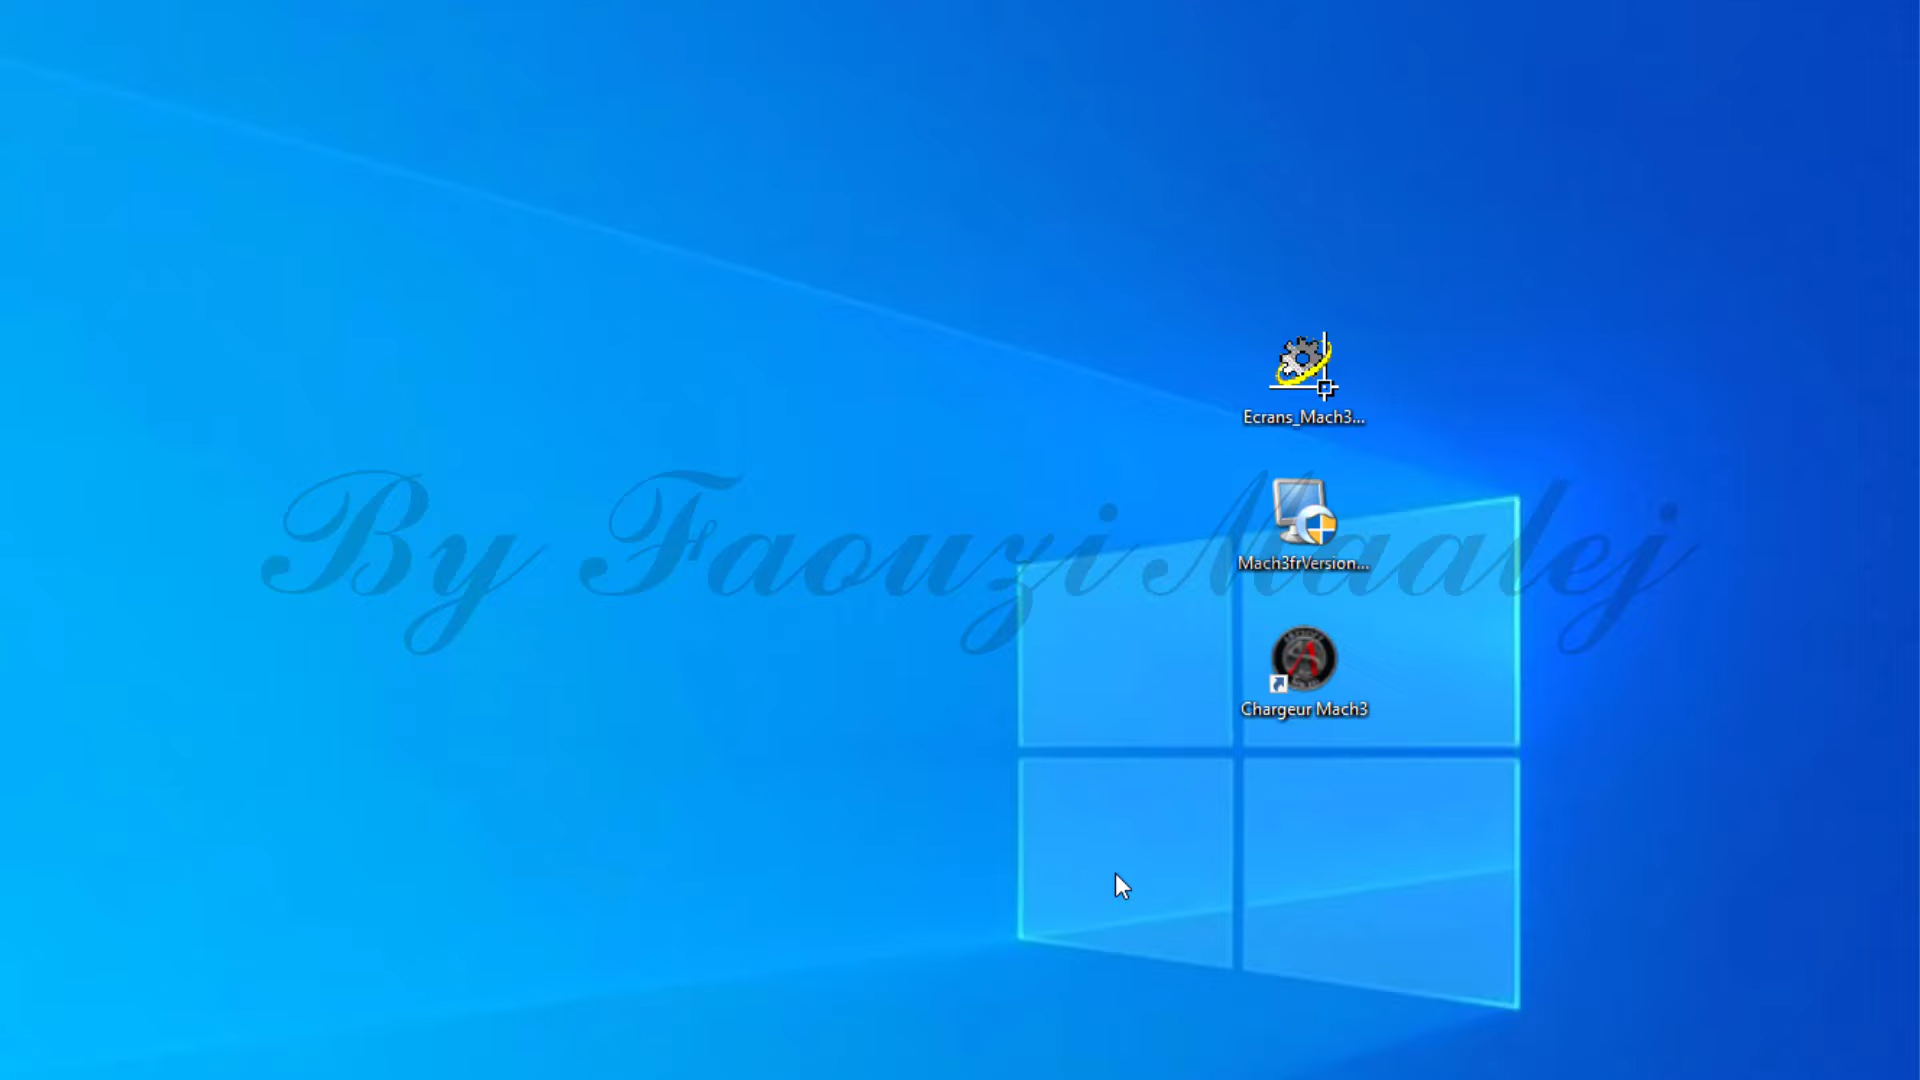 Ecrans_Mach3...
By Faouzi Maalej
Mach3frVersion...
Chargeur Mach3